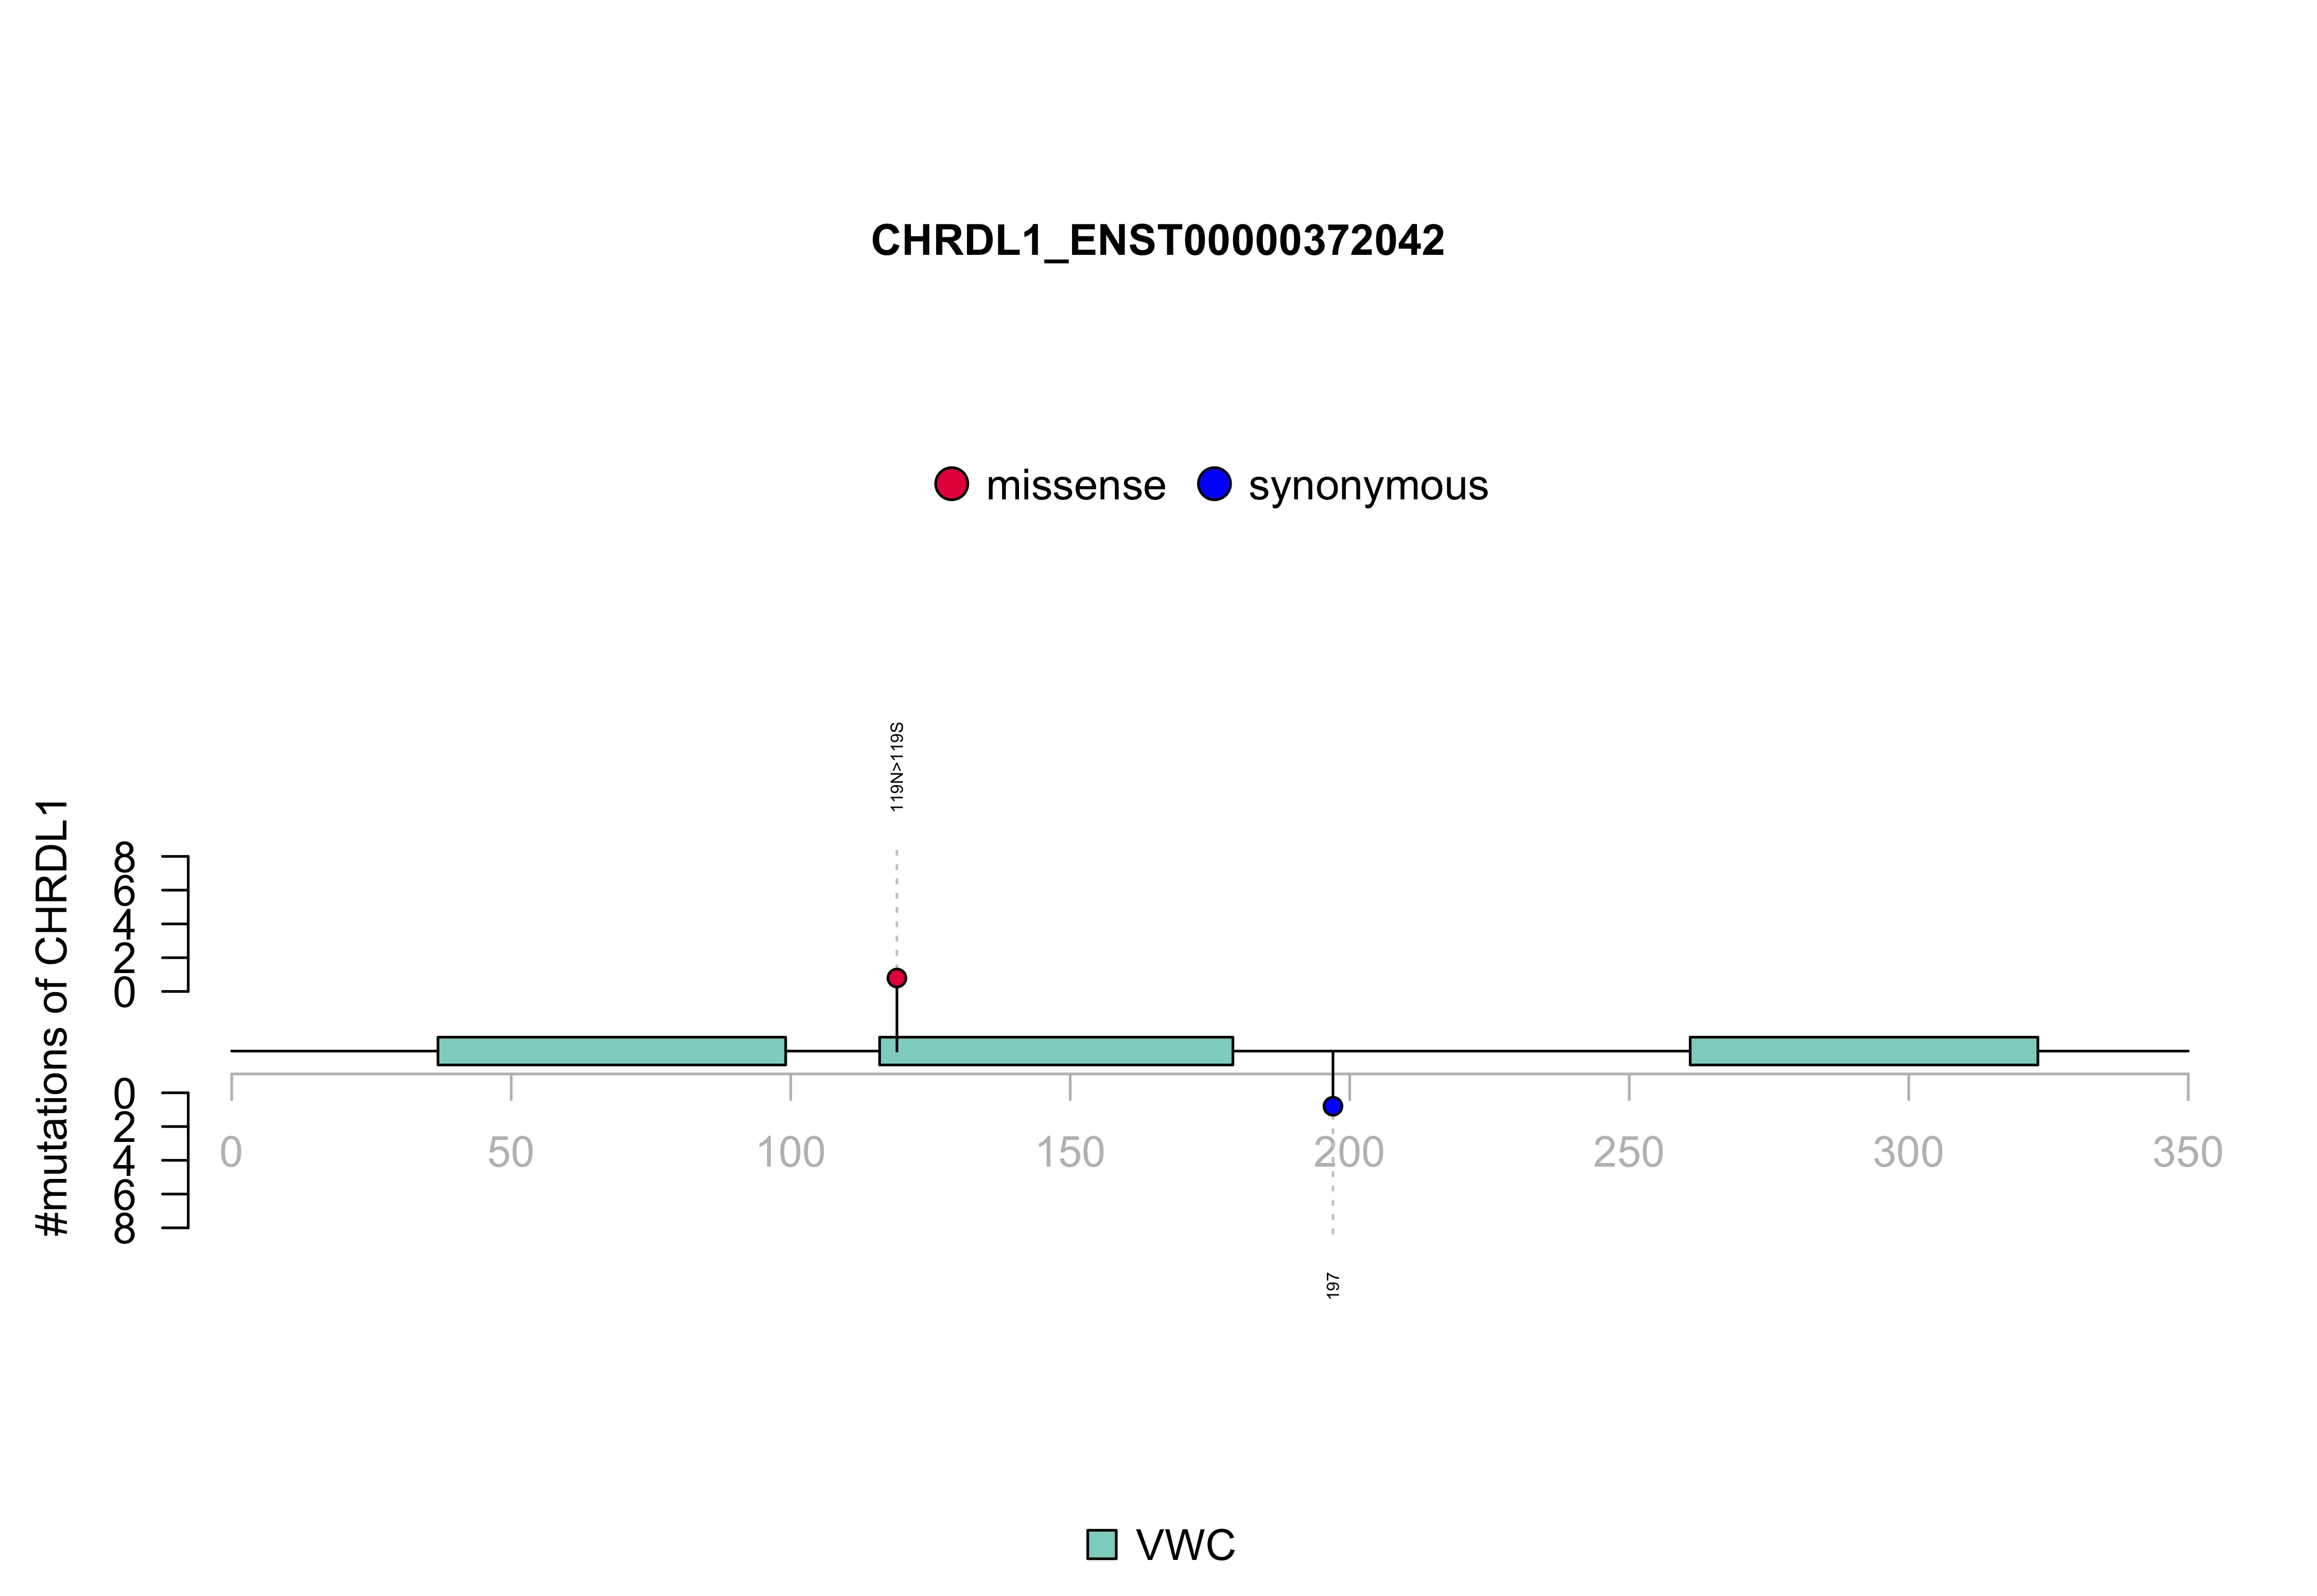 CHRDL1_ENST00000372042
missense synonymous
119N>119S
#mutations of CHRDL1
8
6
4
2
0
0
2
4
6
8
0 50 100 150 200 250 300 350
197
VWC